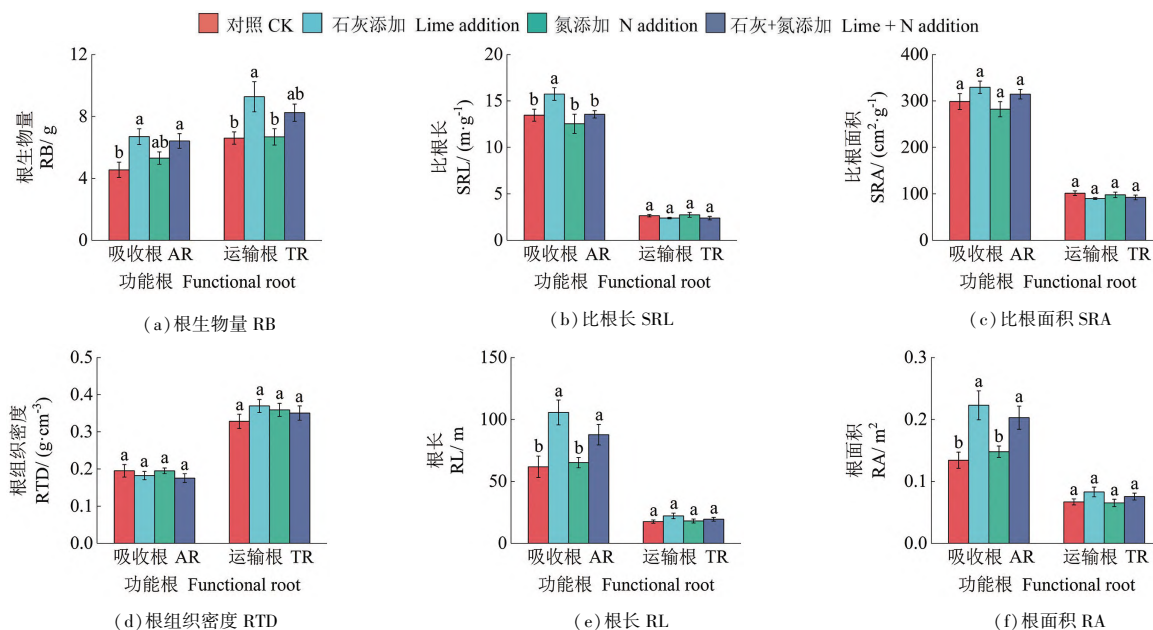 对照 CK 石灰添加 Lime addition 氮添加 N addition 石灰+氮添加 Lime + N addition
根生物量
RB/ g
12
8
4
0
b a ab a b a b ab
吸收根 AR 运输根 TR
功能根 Functional root
(a)根生物量 RB
比根长
SRL/ (m·g⁻¹)
20
15
10
5
0
b a b b a a a a
吸收根 AR 运输根 TR
功能根 Functional root
(b)比根长 SRL
比根面积
SRA/ (cm²·g⁻¹)
400
300
200
100
0
a a a a a a a a
吸收根 AR 运输根 TR
功能根 Functional root
(c)比根面积 SRA
根组织密度
RTD/ (g·cm⁻³)
0.5
0.4
0.3
0.2
0.1
0.0
a a a a a a a a
吸收根 AR 运输根 TR
功能根 Functional root
(d)根组织密度 RTD
根长
RL/ m
150
100
50
0
b a b a a a a a
吸收根 AR 运输根 TR
功能根 Functional root
(e)根长 RL
根面积
RA/ m²
0.3
0.2
0.1
0.0
b a b a a a a a
吸收根 AR 运输根 TR
功能根 Functional root
(f)根面积 RA